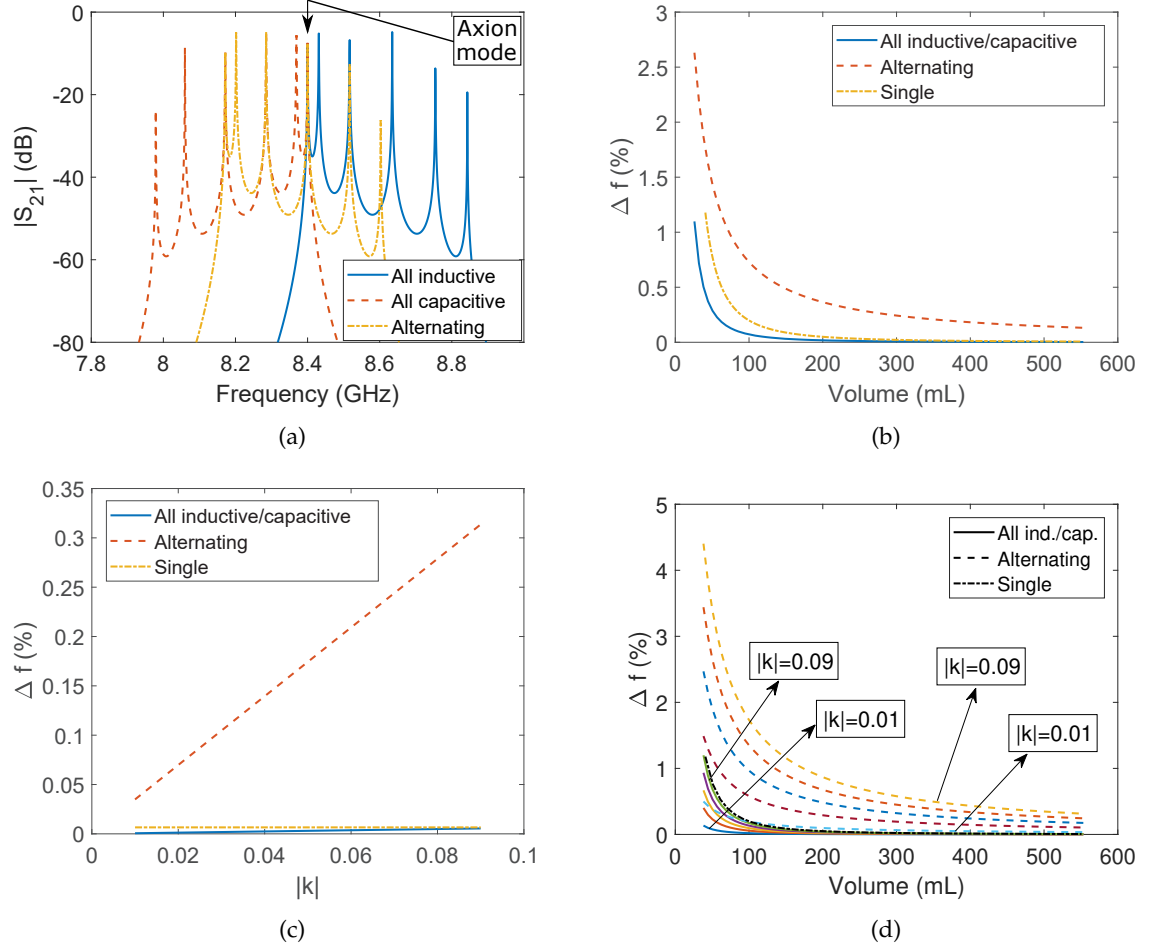 0
-20
-40
-60
-80
|S21| (dB)
7.8
8
8.2
8.4
8.6
8.8
Frequency (GHz)
Axion
mode
All inductive
All capacitive
Alternating
(a)
3
2.5
2
1.5
1
0.5
0
Δ f (%)
0
100
200
300
400
500
600
Volume (mL)
All inductive/capacitive
Alternating
Single
(b)
0.35
0.3
0.25
0.2
0.15
0.1
0.05
0
Δ f (%)
0
0.02
0.04
0.06
0.08
0.1
|k|
All inductive/capacitive
Alternating
Single
(c)
5
4
3
2
1
0
Δ f (%)
0
100
200
300
400
500
600
Volume (mL)
All ind./cap.
Alternating
Single
|k|=0.09
|k|=0.09
|k|=0.01
|k|=0.01
(d)